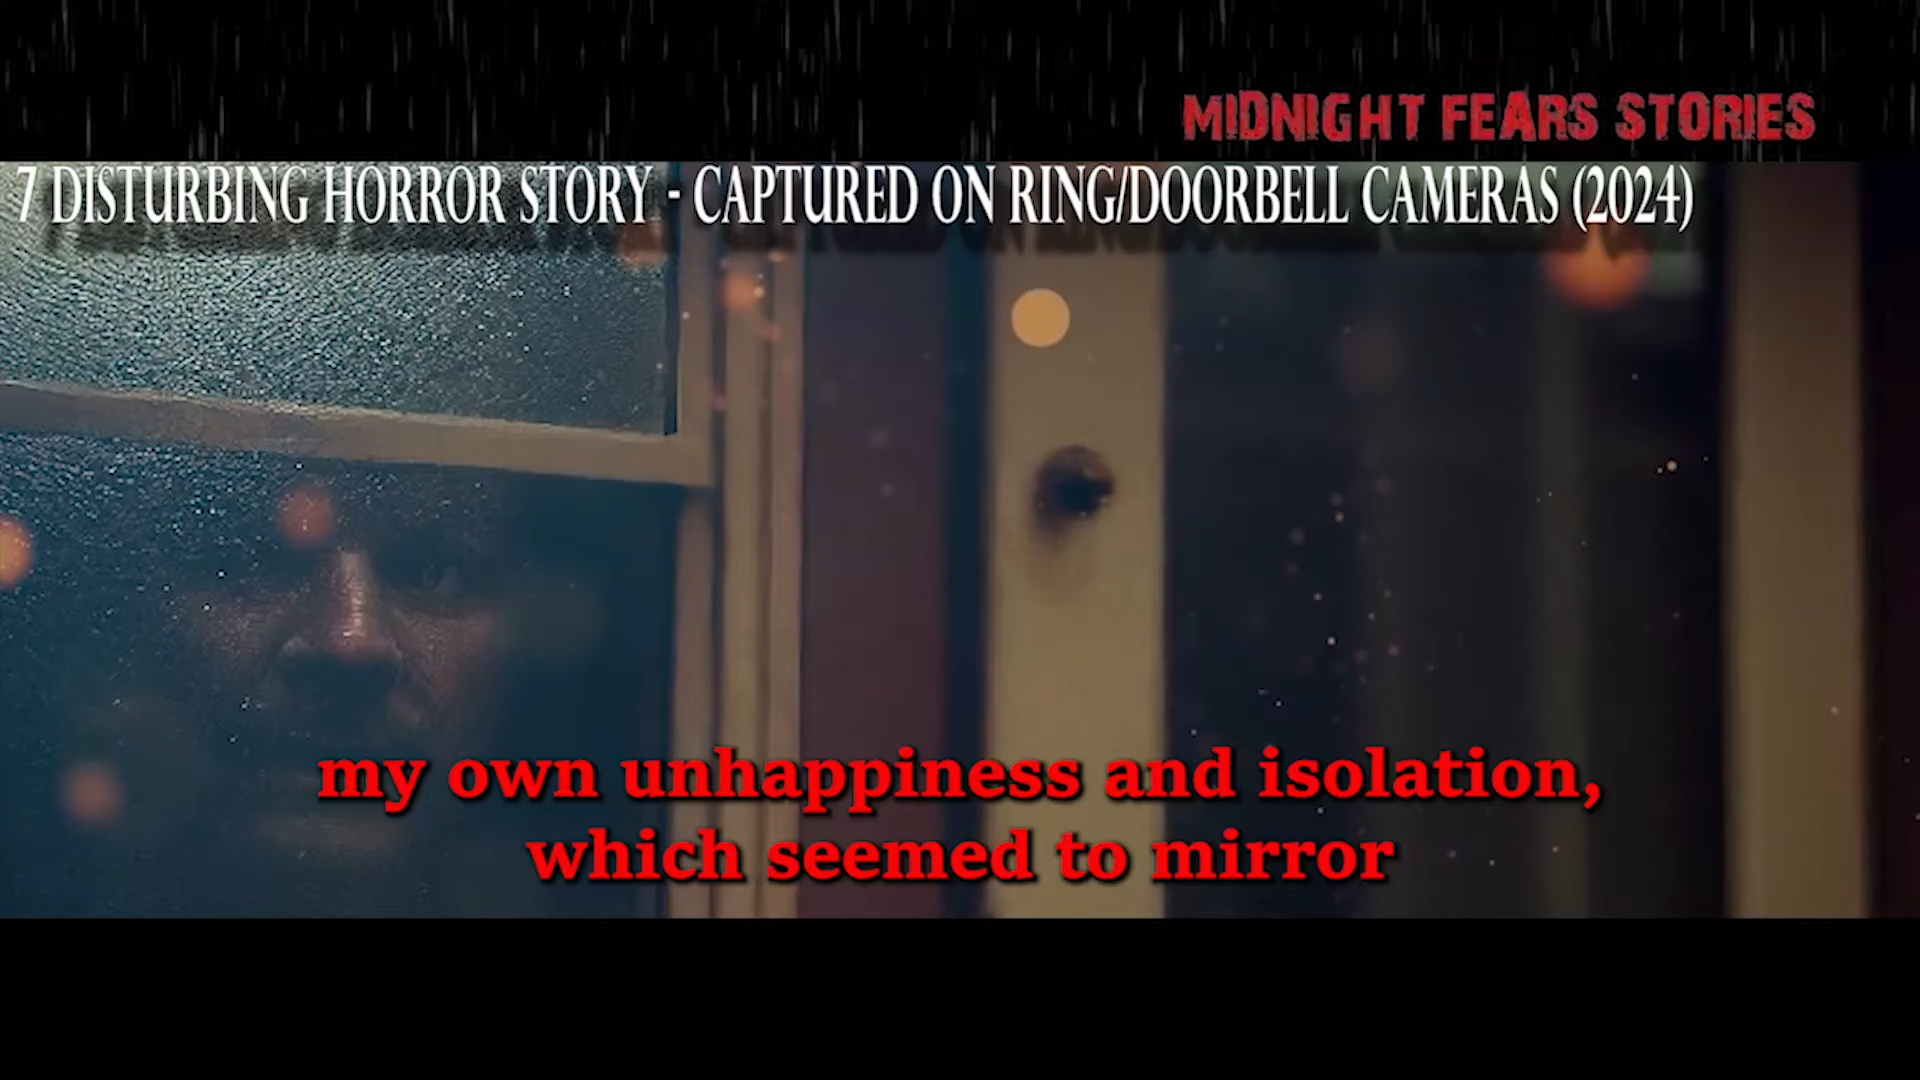 MIDNIGHT FEARS STORIES
7 DISTURBING HORROR STORY - CAPTURED ON RING/DOORBELL CAMERAS (2024)
my own unhappiness and isolation,
which seemed to mirror